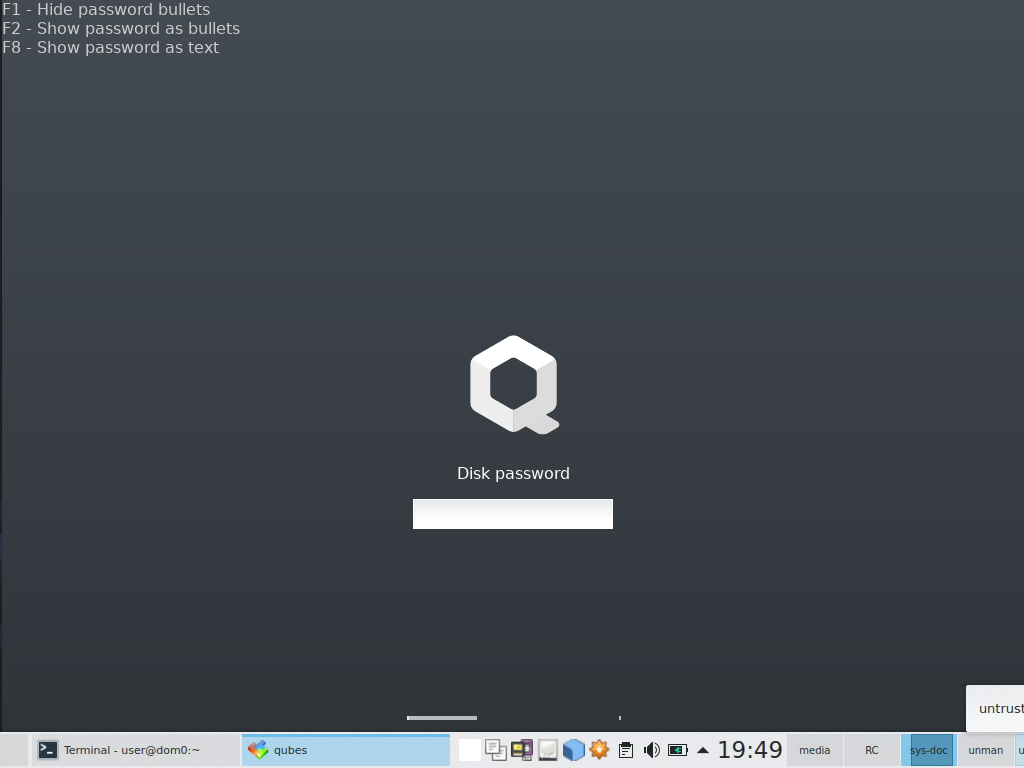 F1 - Hide password bullets
F2 - Show password as bullets
F8 - Show password as text
Disk password
untrust
Terminal - user@dom0:~
qubes
19:49
media
RC
sys-doc
unman
u